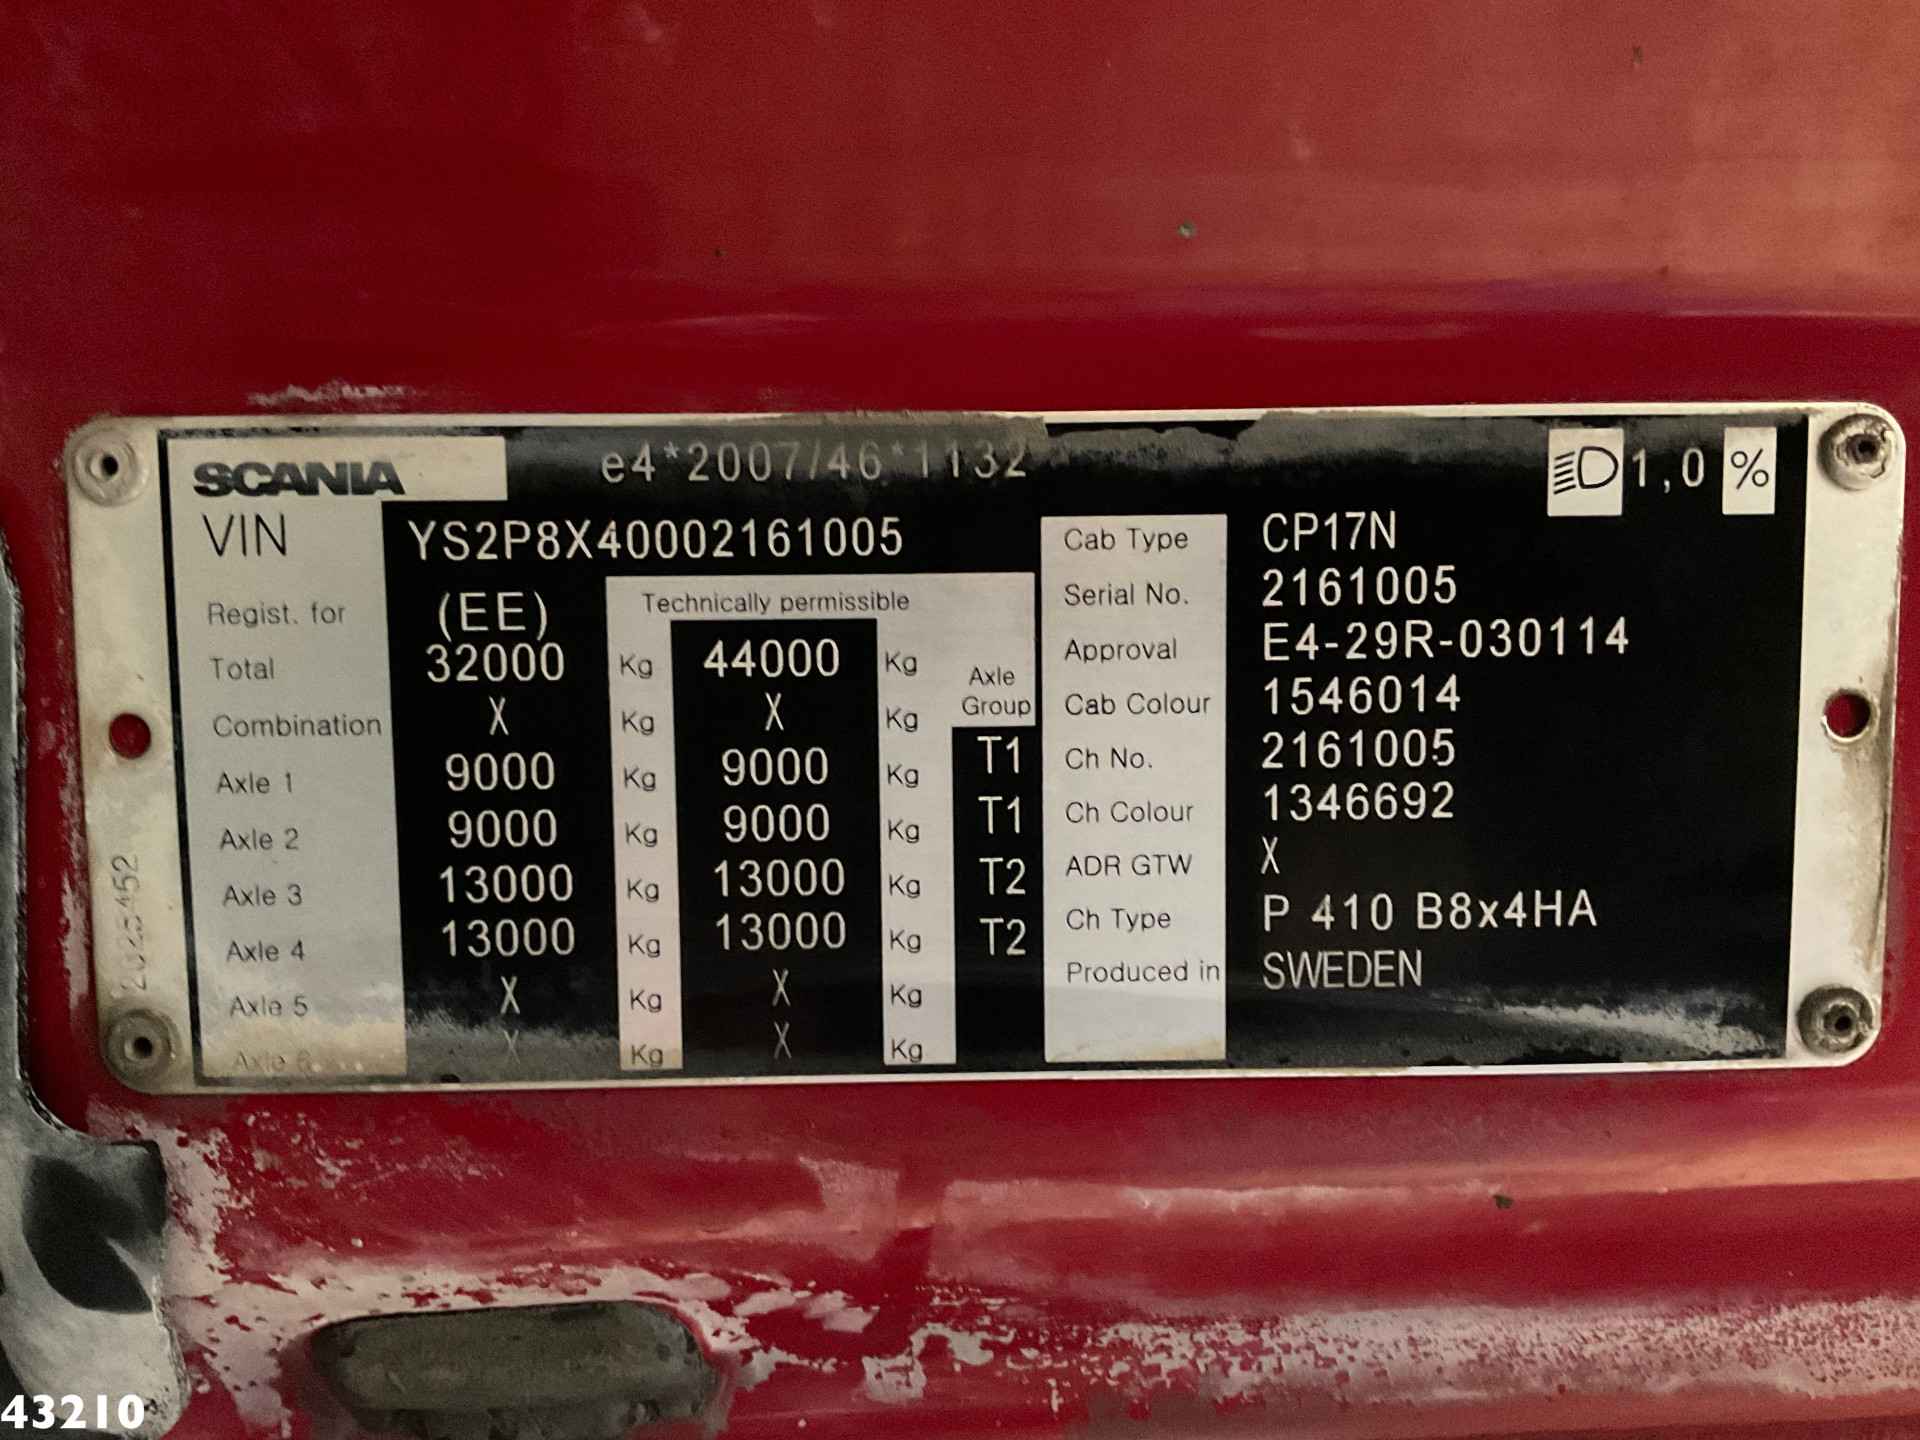 SCANIA e4*2007/46*1132 1,0 %
VIN YS2P8X40002161005
Regist. for (EE) Technically permissible
Total 32000 Kg 44000 Kg Axle Group
Combination X Kg X Kg
Axle 1 9000 Kg 9000 Kg T1
Axle 2 9000 Kg 9000 Kg T1
Axle 3 13000 Kg 13000 Kg T2
Axle 4 13000 Kg 13000 Kg T2
Axle 5 X Kg X Kg
Axle 6 X Kg X Kg
Cab Type CP17N
Serial No. 2161005
Approval E4-29R-030114
Cab Colour 1546014
Ch No. 2161005
Ch Colour 1346692
ADR GTW X
Ch Type P 410 B8x4HA
Produced in SWEDEN
43210